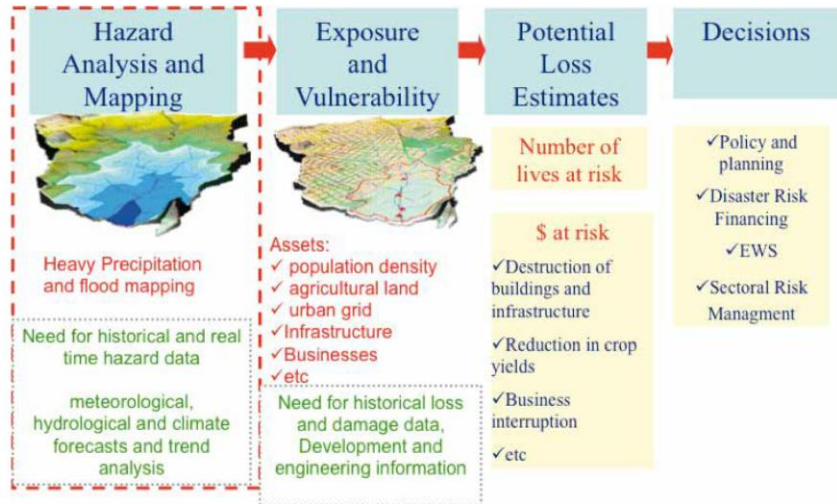 Hazard
Analysis and
Mapping
Heavy Precipitation
and flood mapping
Need for historical and real
time hazard data
meteorological,
hydrological and climate
forecasts and trend
analysis
Exposure
and
Vulnerability
Assets:
✓ population density
✓ agricultural land
✓ urban grid
✓Infrastructure
✓Businesses
✓etc
Need for historical loss
and damage data,
Development and
engineering information
Potential
Loss
Estimates
Number of
lives at risk
$ at risk
✓Destruction of
buildings and
infrastructure
✓Reduction in crop
yields
✓Business
interruption
✓etc
Decisions
✓Policy and
planning
✓Disaster Risk
Financing
✓EWS
✓Sectoral Risk
Managment